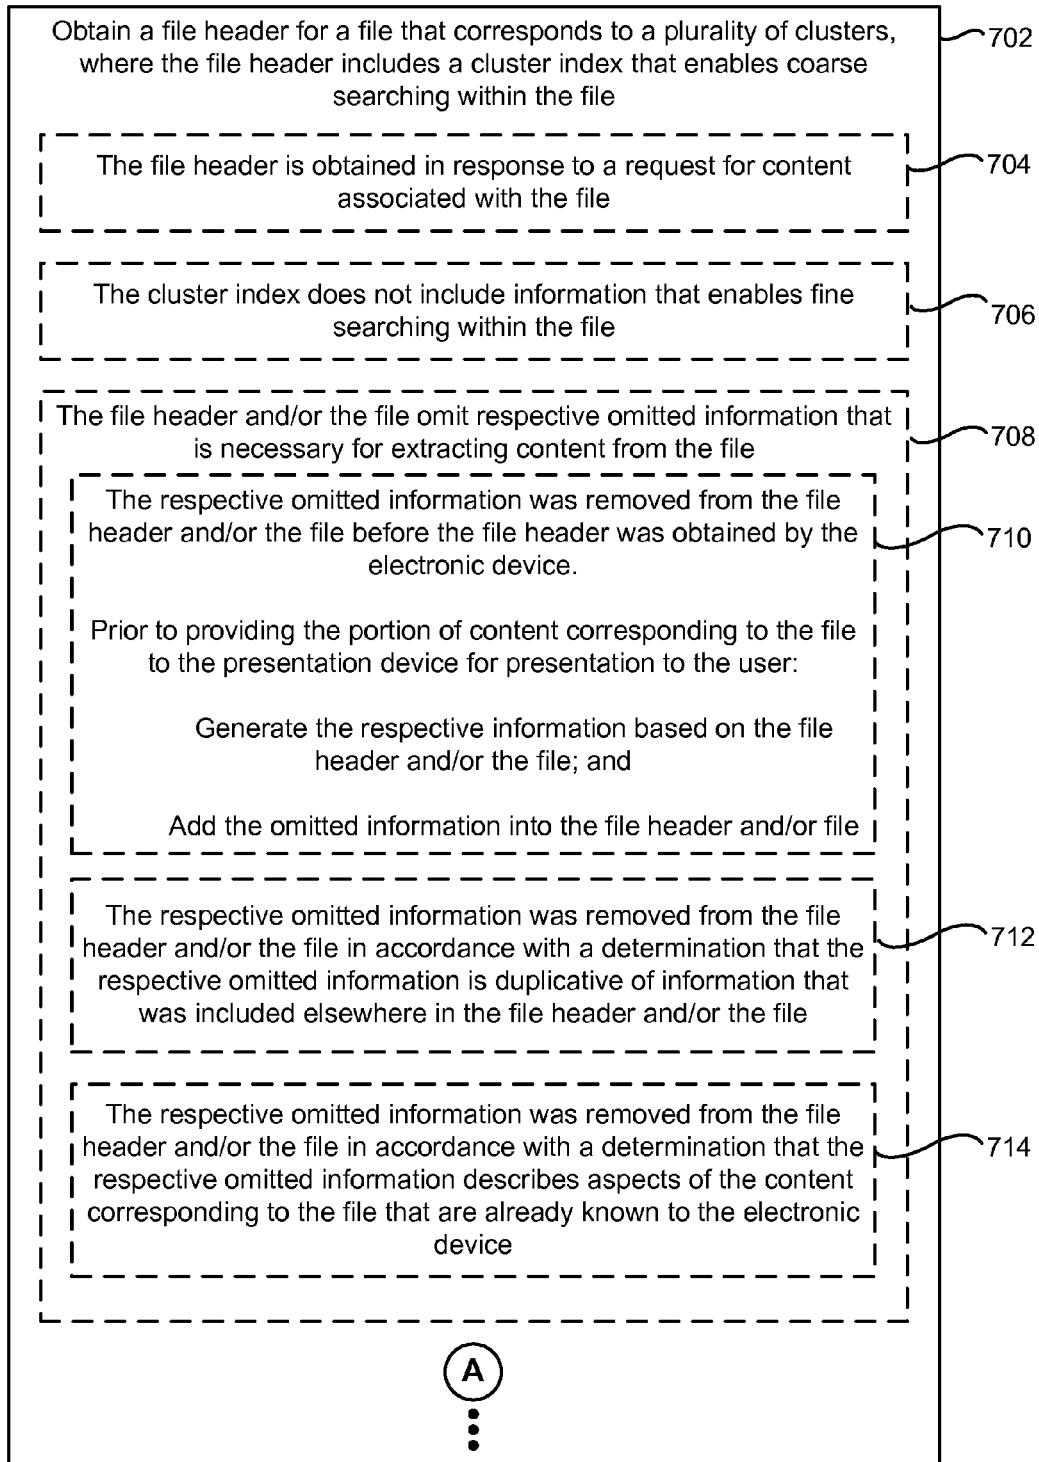 Obtain a file header for a file that corresponds to a plurality of clusters,
where the file header includes a cluster index that enables coarse
searching within the file
702
The file header is obtained in response to a request for content
associated with the file
704
The cluster index does not include information that enables fine
searching within the file
706
The file header and/or the file omit respective omitted information that
is necessary for extracting content from the file
708
The respective omitted information was removed from the file
header and/or the file before the file header was obtained by the
electronic device.
710
Prior to providing the portion of content corresponding to the file
to the presentation device for presentation to the user:
Generate the respective information based on the file
header and/or the file; and
Add the omitted information into the file header and/or file
The respective omitted information was removed from the file
header and/or the file in accordance with a determination that the
respective omitted information is duplicative of information that
was included elsewhere in the file header and/or the file
712
The respective omitted information was removed from the file
header and/or the file in accordance with a determination that the
respective omitted information describes aspects of the content
corresponding to the file that are already known to the electronic
device
714
A